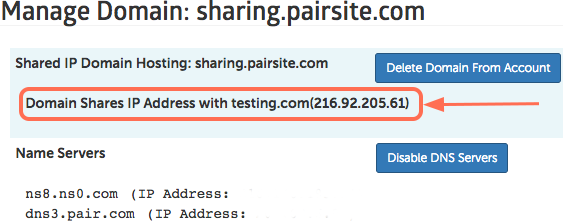 Manage Domain: sharing.pairsite.com
Shared IP Domain Hosting: sharing.pairsite.com
Delete Domain From Account
Domain Shares IP Address with testing.com(216.92.205.61)
Name Servers
Disable DNS Servers
ns8.ns0.com (IP Address:
dns3.pair.com (IP Address: